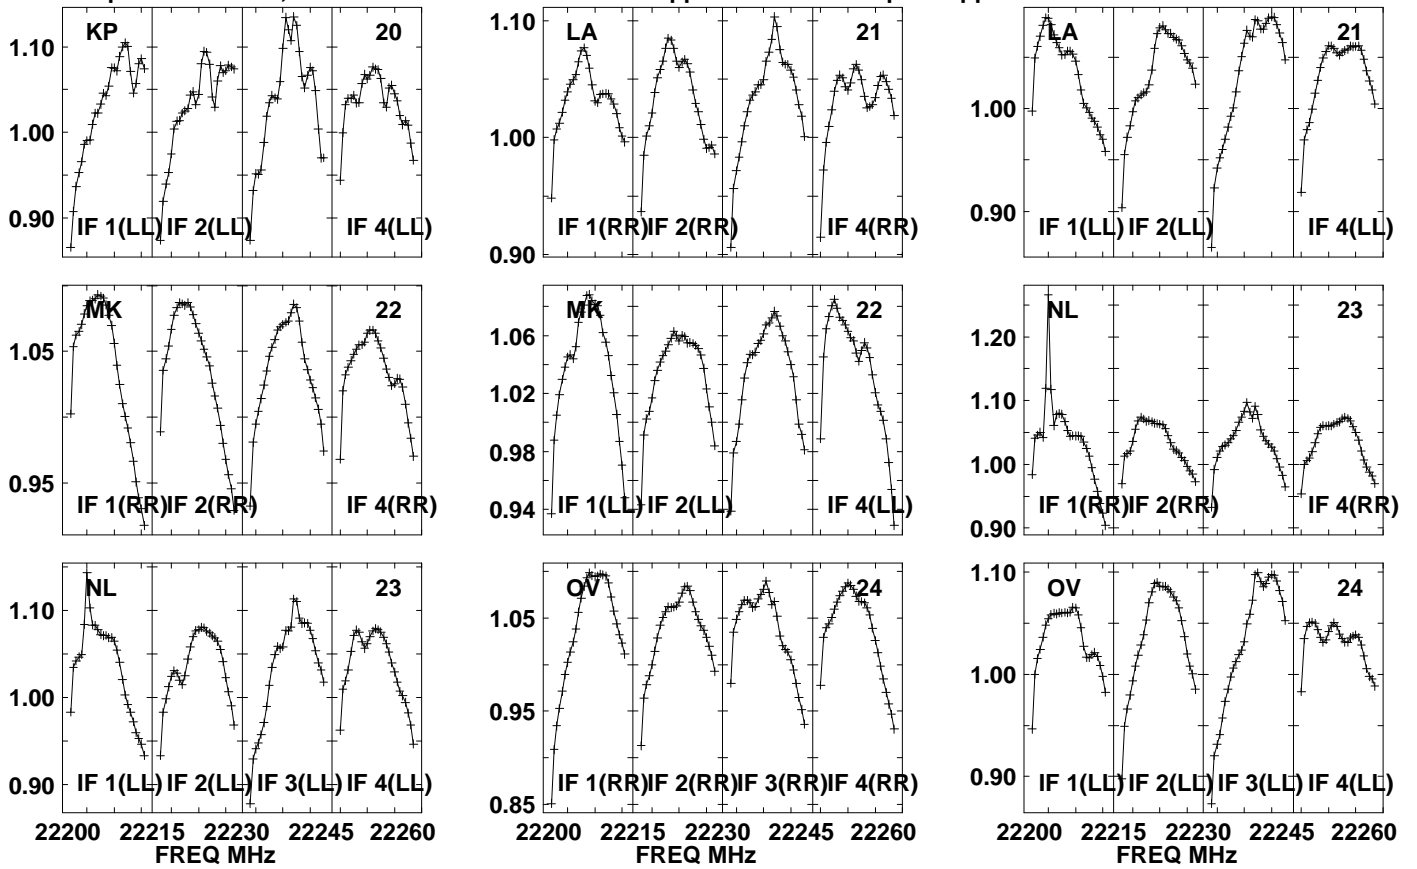 KP 20
1.10
1.00
0.90
IF 1(LL) IF 2(LL) IF 4(LL)
LA 21
1.10
1.00
0.90
IF 1(RR) IF 2(RR) IF 4(RR)
LA 21
1.00
0.90
IF 1(LL) IF 2(LL) IF 4(LL)
MK 22
1.05
0.95
IF 1(RR) IF 2(RR) IF 4(RR)
MK 22
1.06
1.02
0.98
0.94
IF 1(LL) IF 2(LL) IF 4(LL)
NL 23
1.20
1.10
1.00
0.90
IF 1(RR) IF 2(RR) IF 4(RR)
NL 23
1.10
1.00
0.90
IF 1(LL) IF 2(LL) IF 3(LL) IF 4(LL)
22200 22215 22230 22245 22260
FREQ MHz
OV 24
1.05
0.95
0.85
IF 1(RR) IF 2(RR) IF 3(RR) IF 4(RR)
22200 22215 22230 22245 22260
FREQ MHz
OV 24
1.10
1.00
0.90
IF 1(LL) IF 2(LL) IF 3(LL) IF 4(LL)
22200 22215 22230 22245 22260
FREQ MHz